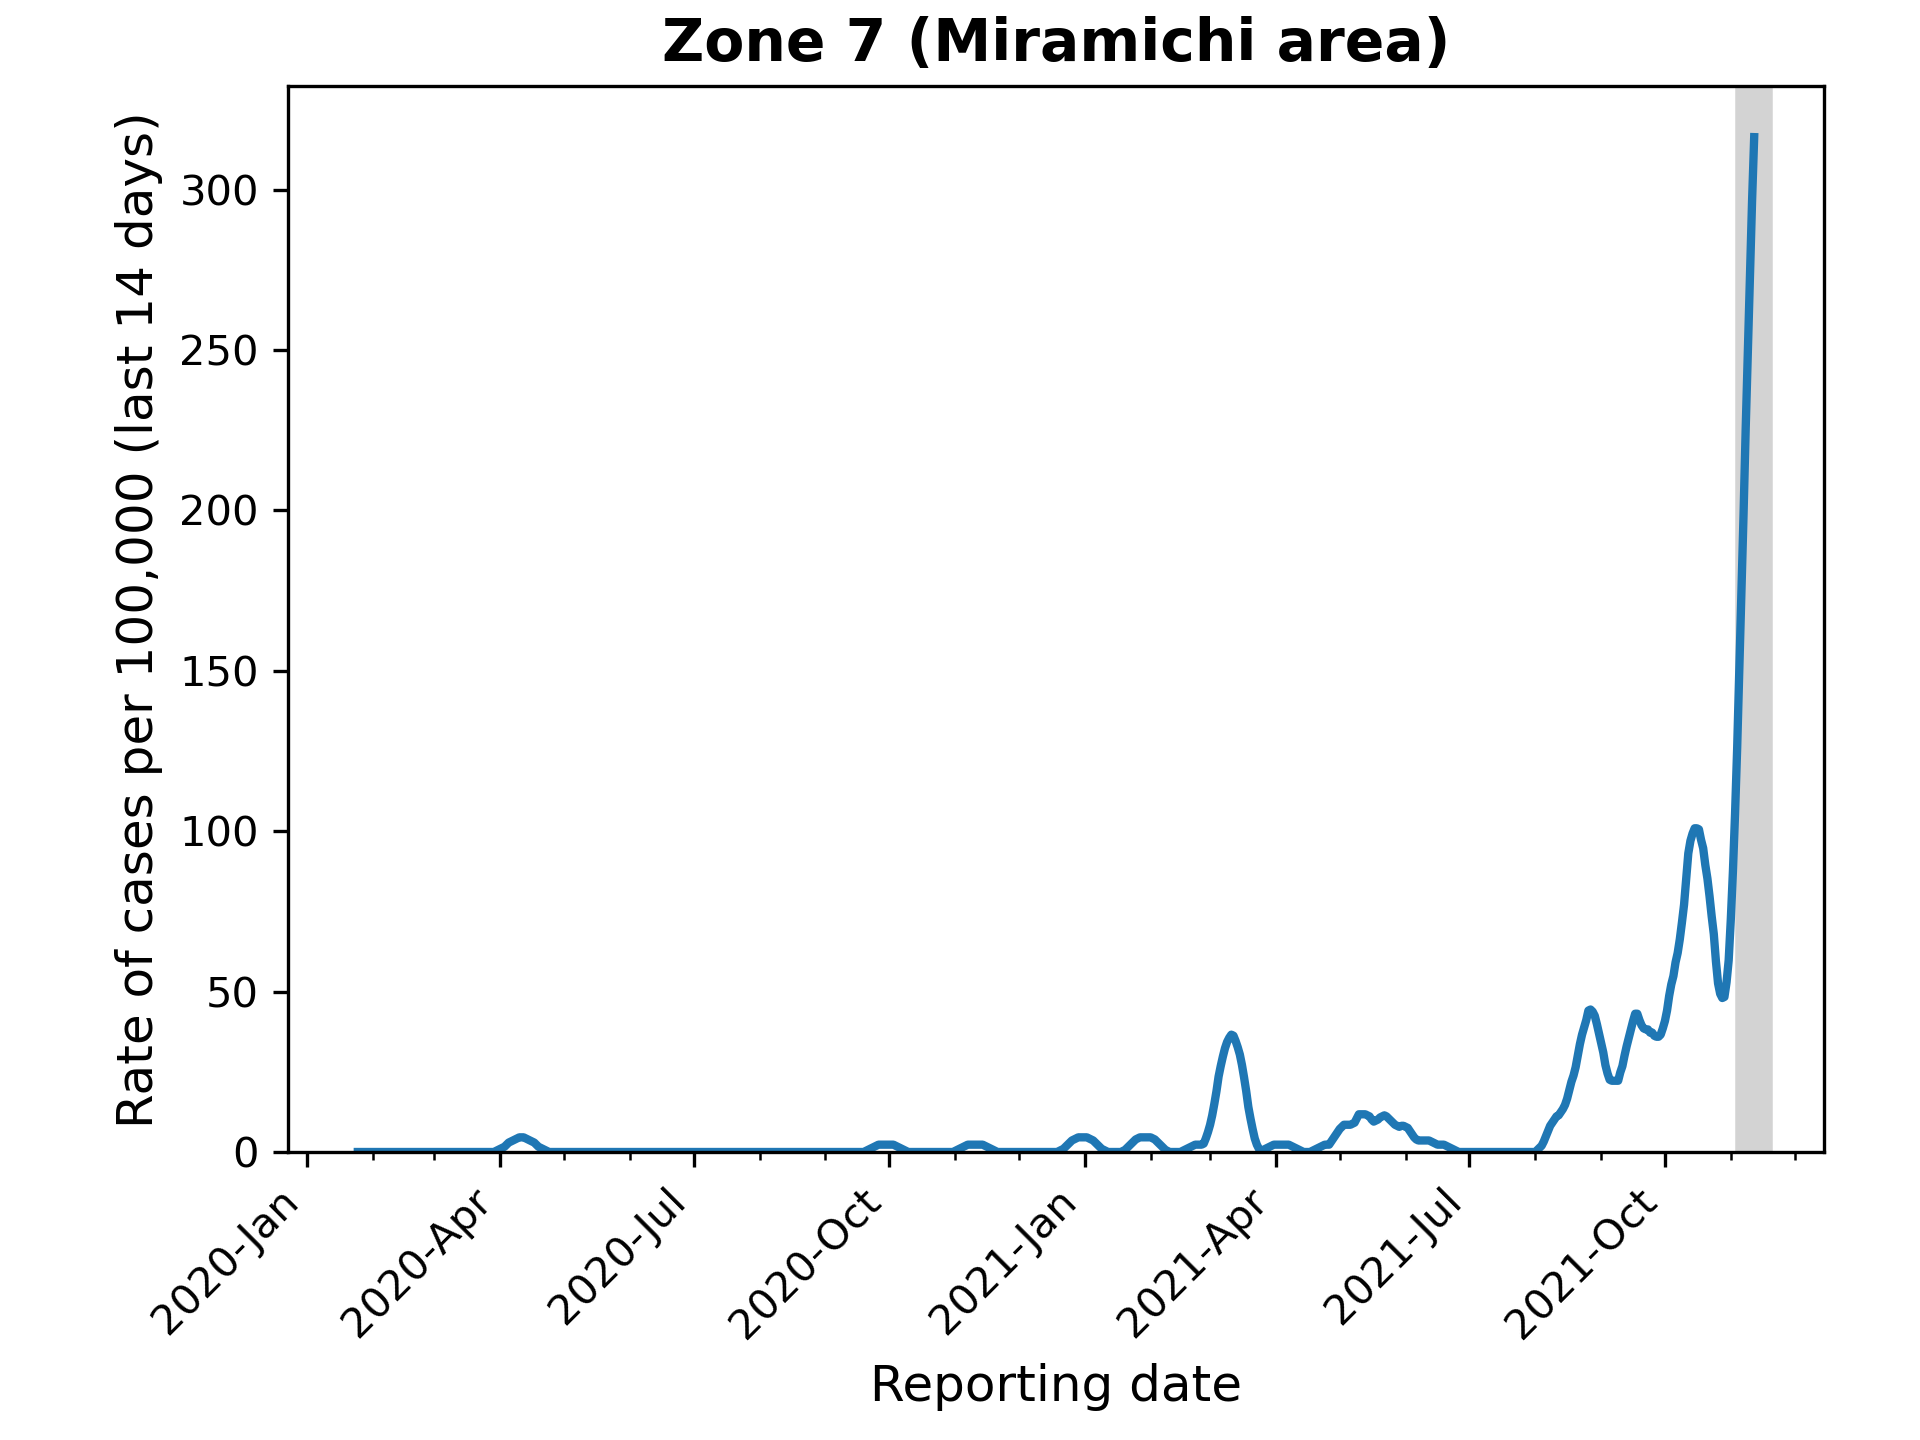 Zone 7 (Miramichi area)
Rate of cases per 100,000 (last 14 days)
300
250
200
150
100
50
0
2020-Jan
2020-Apr
2020-Jul
2020-Oct
2021-Jan
2021-Apr
2021-Jul
2021-Oct
Reporting date